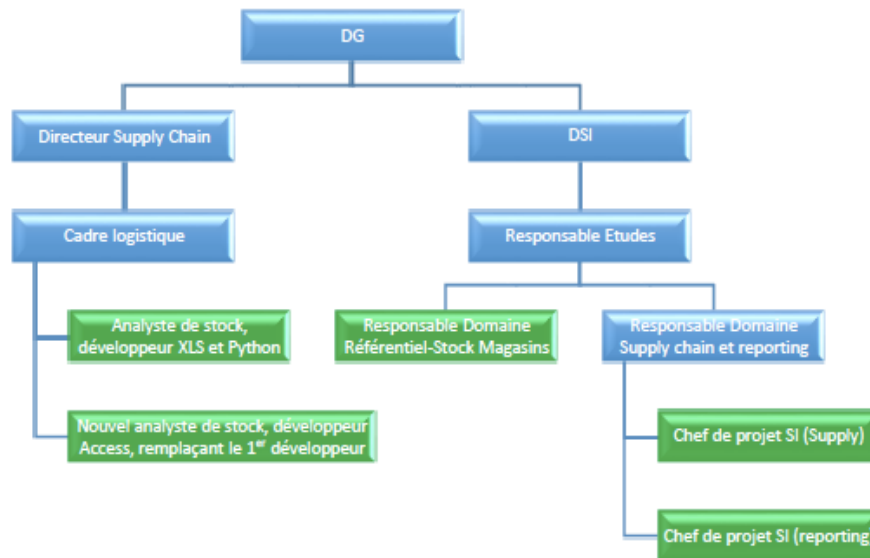 DG
Directeur Supply Chain
DSI
Cadre logistique
Responsable Etudes
Analyste de stock,
développeur XLS et Python
Responsable Domaine
Référentiel-Stock Magasins
Responsable Domaine
Supply chain et reporting
Nouvel analyste de stock, développeur
Access, remplaçant le 1er développeur
Chef de projet SI (Supply)
Chef de projet SI (reporting)